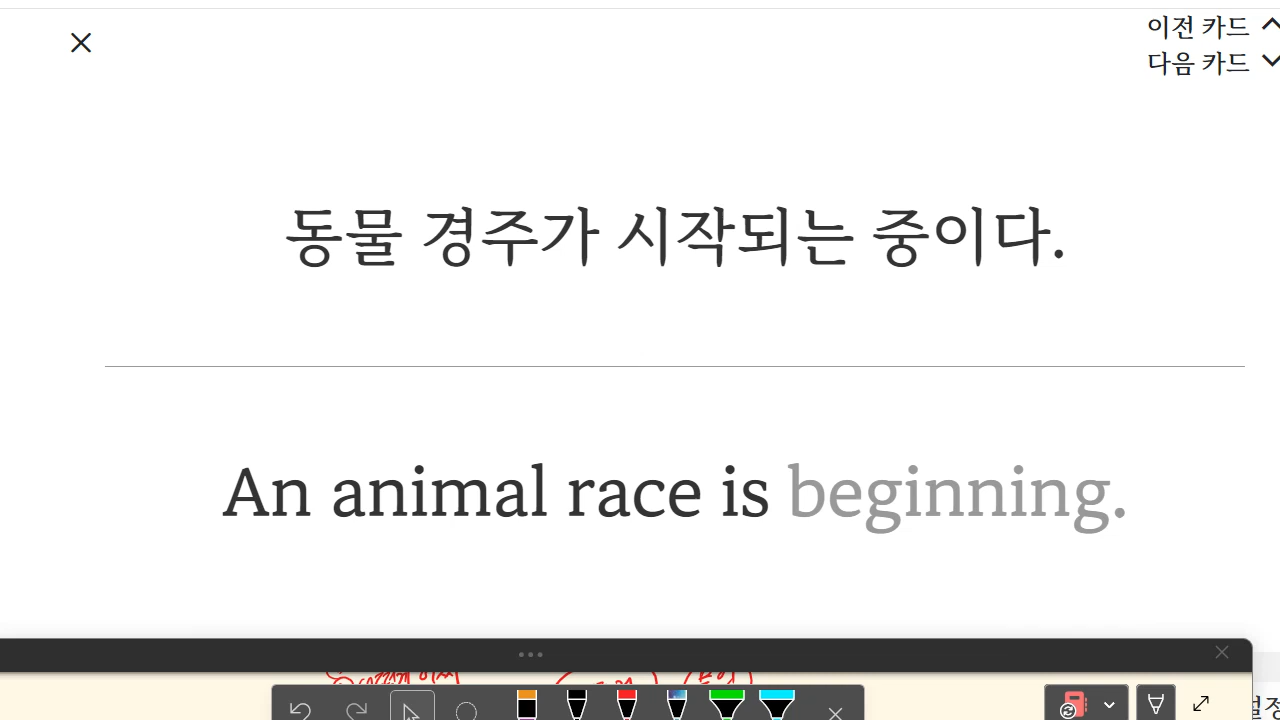 이전 카드
다음 카드
동물 경주가 시작되는 중이다.
An animal race is beginning.